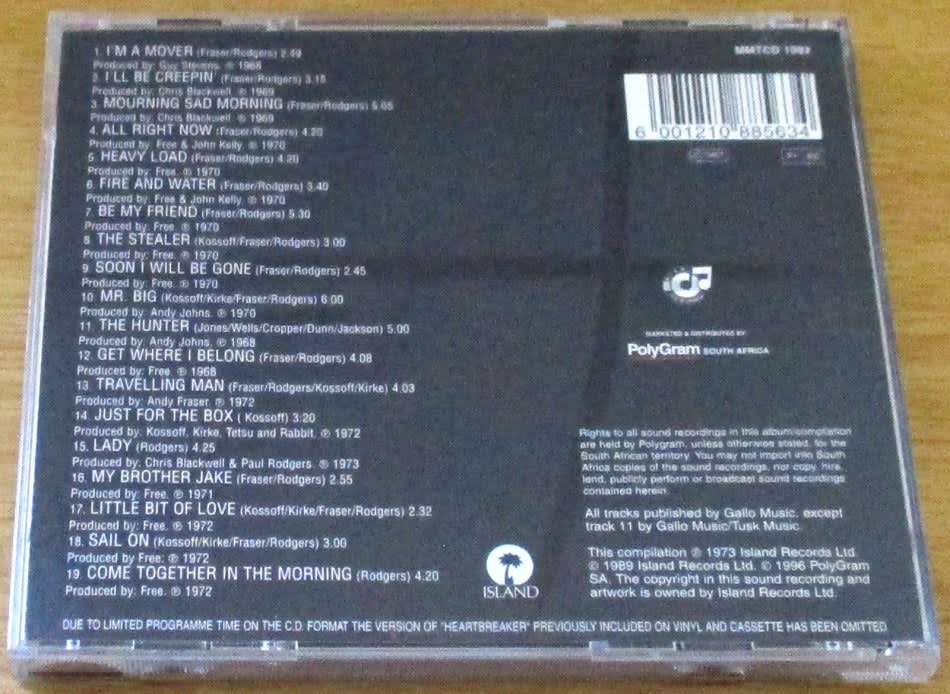 1. I'M A MOVER (Fraser/Rodgers) 2.49
Produced by: Guy Stevens. ℗ 1968
2. I'LL BE CREEPIN' (Fraser/Rodgers) 3.15
Produced by: Chris Blackwell. ℗ 1969
3. MOURNING SAD MORNING (Fraser/Rodgers) 5.05
Produced by: Chris Blackwell. ℗ 1969
4. ALL RIGHT NOW (Fraser/Rodgers) 4.20
Produced by: Free & John Kelly ℗ 1970
5. HEAVY LOAD (Fraser/Rodgers) 4.20
Produced by: Free. ℗ 1970
6. FIRE AND WATER (Fraser/Rodgers) 3.40
Produced by: Free & John Kelly ℗ 1970
7. BE MY FRIEND (Fraser/Rodgers) 5.30
Produced by: Free ℗ 1970
8. THE STEALER (Kossoff/Fraser/Rodgers) 3.00
Produced by: Free. ℗ 1970
9. SOON I WILL BE GONE (Fraser/Rodgers) 2.45
Produced by: Free. ℗ 1970
10. MR. BIG (Kossoff/Kirke/Fraser/Rodgers) 6.00
Produced by: Andy Johns. ℗ 1970
11. THE HUNTER (Jones/Wells/Cropper/Dunn/Jackson) 5.00
Produced by: Andy Johns. ℗ 1968
12. GET WHERE I BELONG (Fraser/Rodgers) 4.08
Produced by: Free ℗ 1968
13. TRAVELLING MAN (Fraser/Rodgers/Kossoff/Kirke) 4.03
Produced by: Andy Fraser. ℗ 1972
14. JUST FOR THE BOX ( Kossoff) 3:20
Produced by: Kossoff, Kirke, Tetsu and Rabbit. ℗ 1972
15. LADY (Rodgers) 4.25
Produced by: Chris Blackwell & Paul Rodgers. ℗ 1973
16. MY BROTHER JAKE (Fraser/Rodgers) 2.55
Produced by: Free. ℗ 1971
17. LITTLE BIT OF LOVE (Kossoff/Kirke/Fraser/Rodgers) 2.32
Produced by: Free. ℗ 1972
18. SAIL ON (Kossoff/Kirke/Fraser/Rodgers) 3.00
Produced by Free: ℗ 1972
19. COME TOGETHER IN THE MORNING (Rodgers) 4.20
Produced by: Free. ℗ 1972
MMTCD
6 001210 885634
MARKETED & DISTRIBUTED BY
PolyGram SOUTH AFRICA
Rights to all sound recordings in this album/compilation
are held by Polygram, unless otherwise stated, for the
South African territory. You may not import into South
Africa copies of the sound recordings, nor copy, hire,
lend, publicly perform or broadcast sound recordings
contained herein.
All tracks published by Gallo Music, except
track 11 by Gallo Music/Tusk Music.
This compilation ℗ 1973 Island Records Ltd.
© 1989 Island Records Ltd. © 1996 PolyGram
SA. The copyright in this sound recording and
artwork is owned by Island Records Ltd.
ISLAND
DUE TO LIMITED PROGRAMME TIME ON THE C.D. FORMAT THE VERSION OF "HEARTBREAKER" PREVIOUSLY INCLUDED ON VINYL AND CASSETTE HAS BEEN OMITTED.